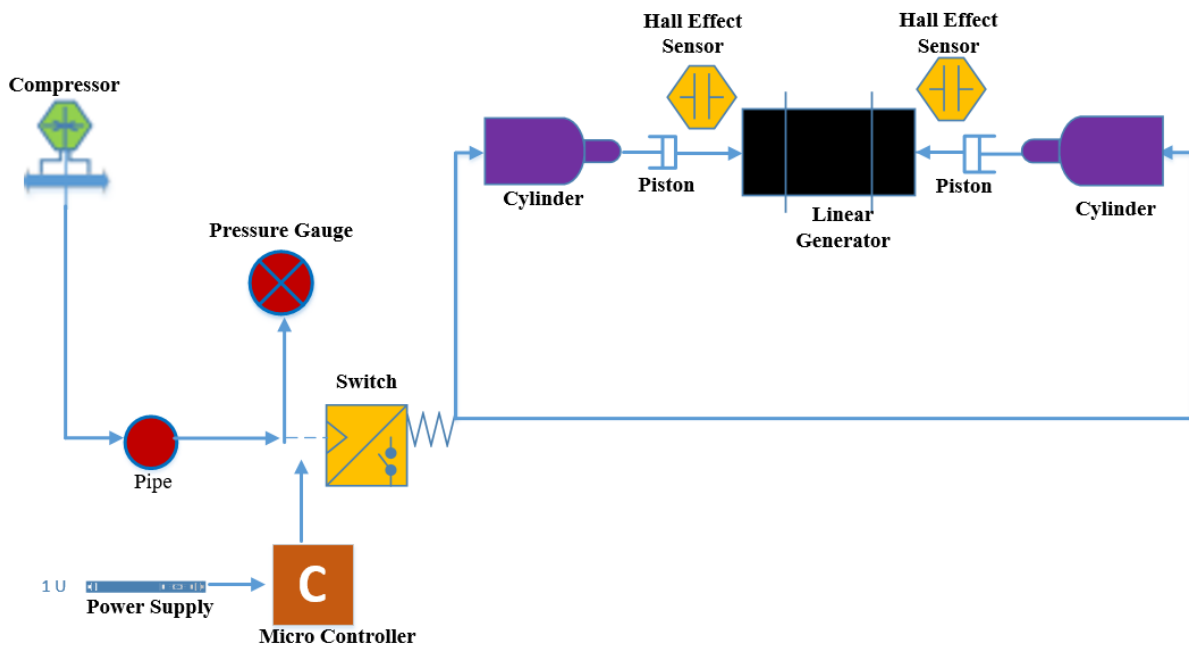 Hall Effect
Sensor
Hall Effect
Sensor
Compressor
Cylinder
Piston
Linear
Generator
Piston
Cylinder
Pressure Gauge
Switch
Pipe
1 U
Power Supply
C
Micro Controller